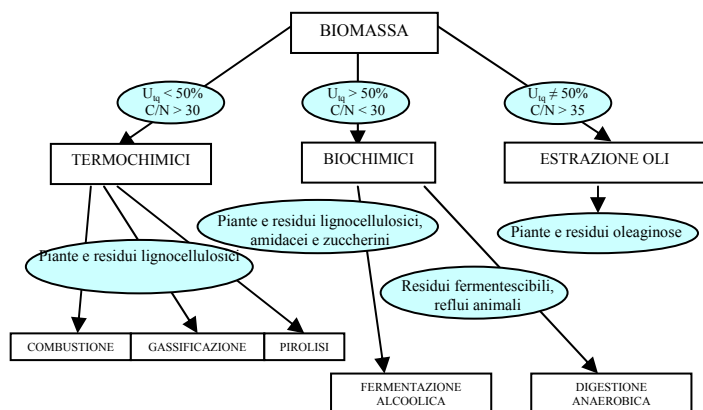 BIOMASSA
U_tq < 50%
C/N > 30
U_tq > 50%
C/N < 30
U_tq ≠ 50%
C/N > 35
TERMOCHIMICI
BIOCHIMICI
ESTRAZIONE OLI
Piante e residui lignocellulosici,
amidacei e zuccherini
Piante e residui oleaginose
Piante e residui lignocellulosici
Residui fermentescibili,
reflui animali
COMBUSTIONE
GASSIFICAZIONE
PIROLISI
FERMENTAZIONE
ALCOOLICA
DIGESTIONE
ANAEROBICA